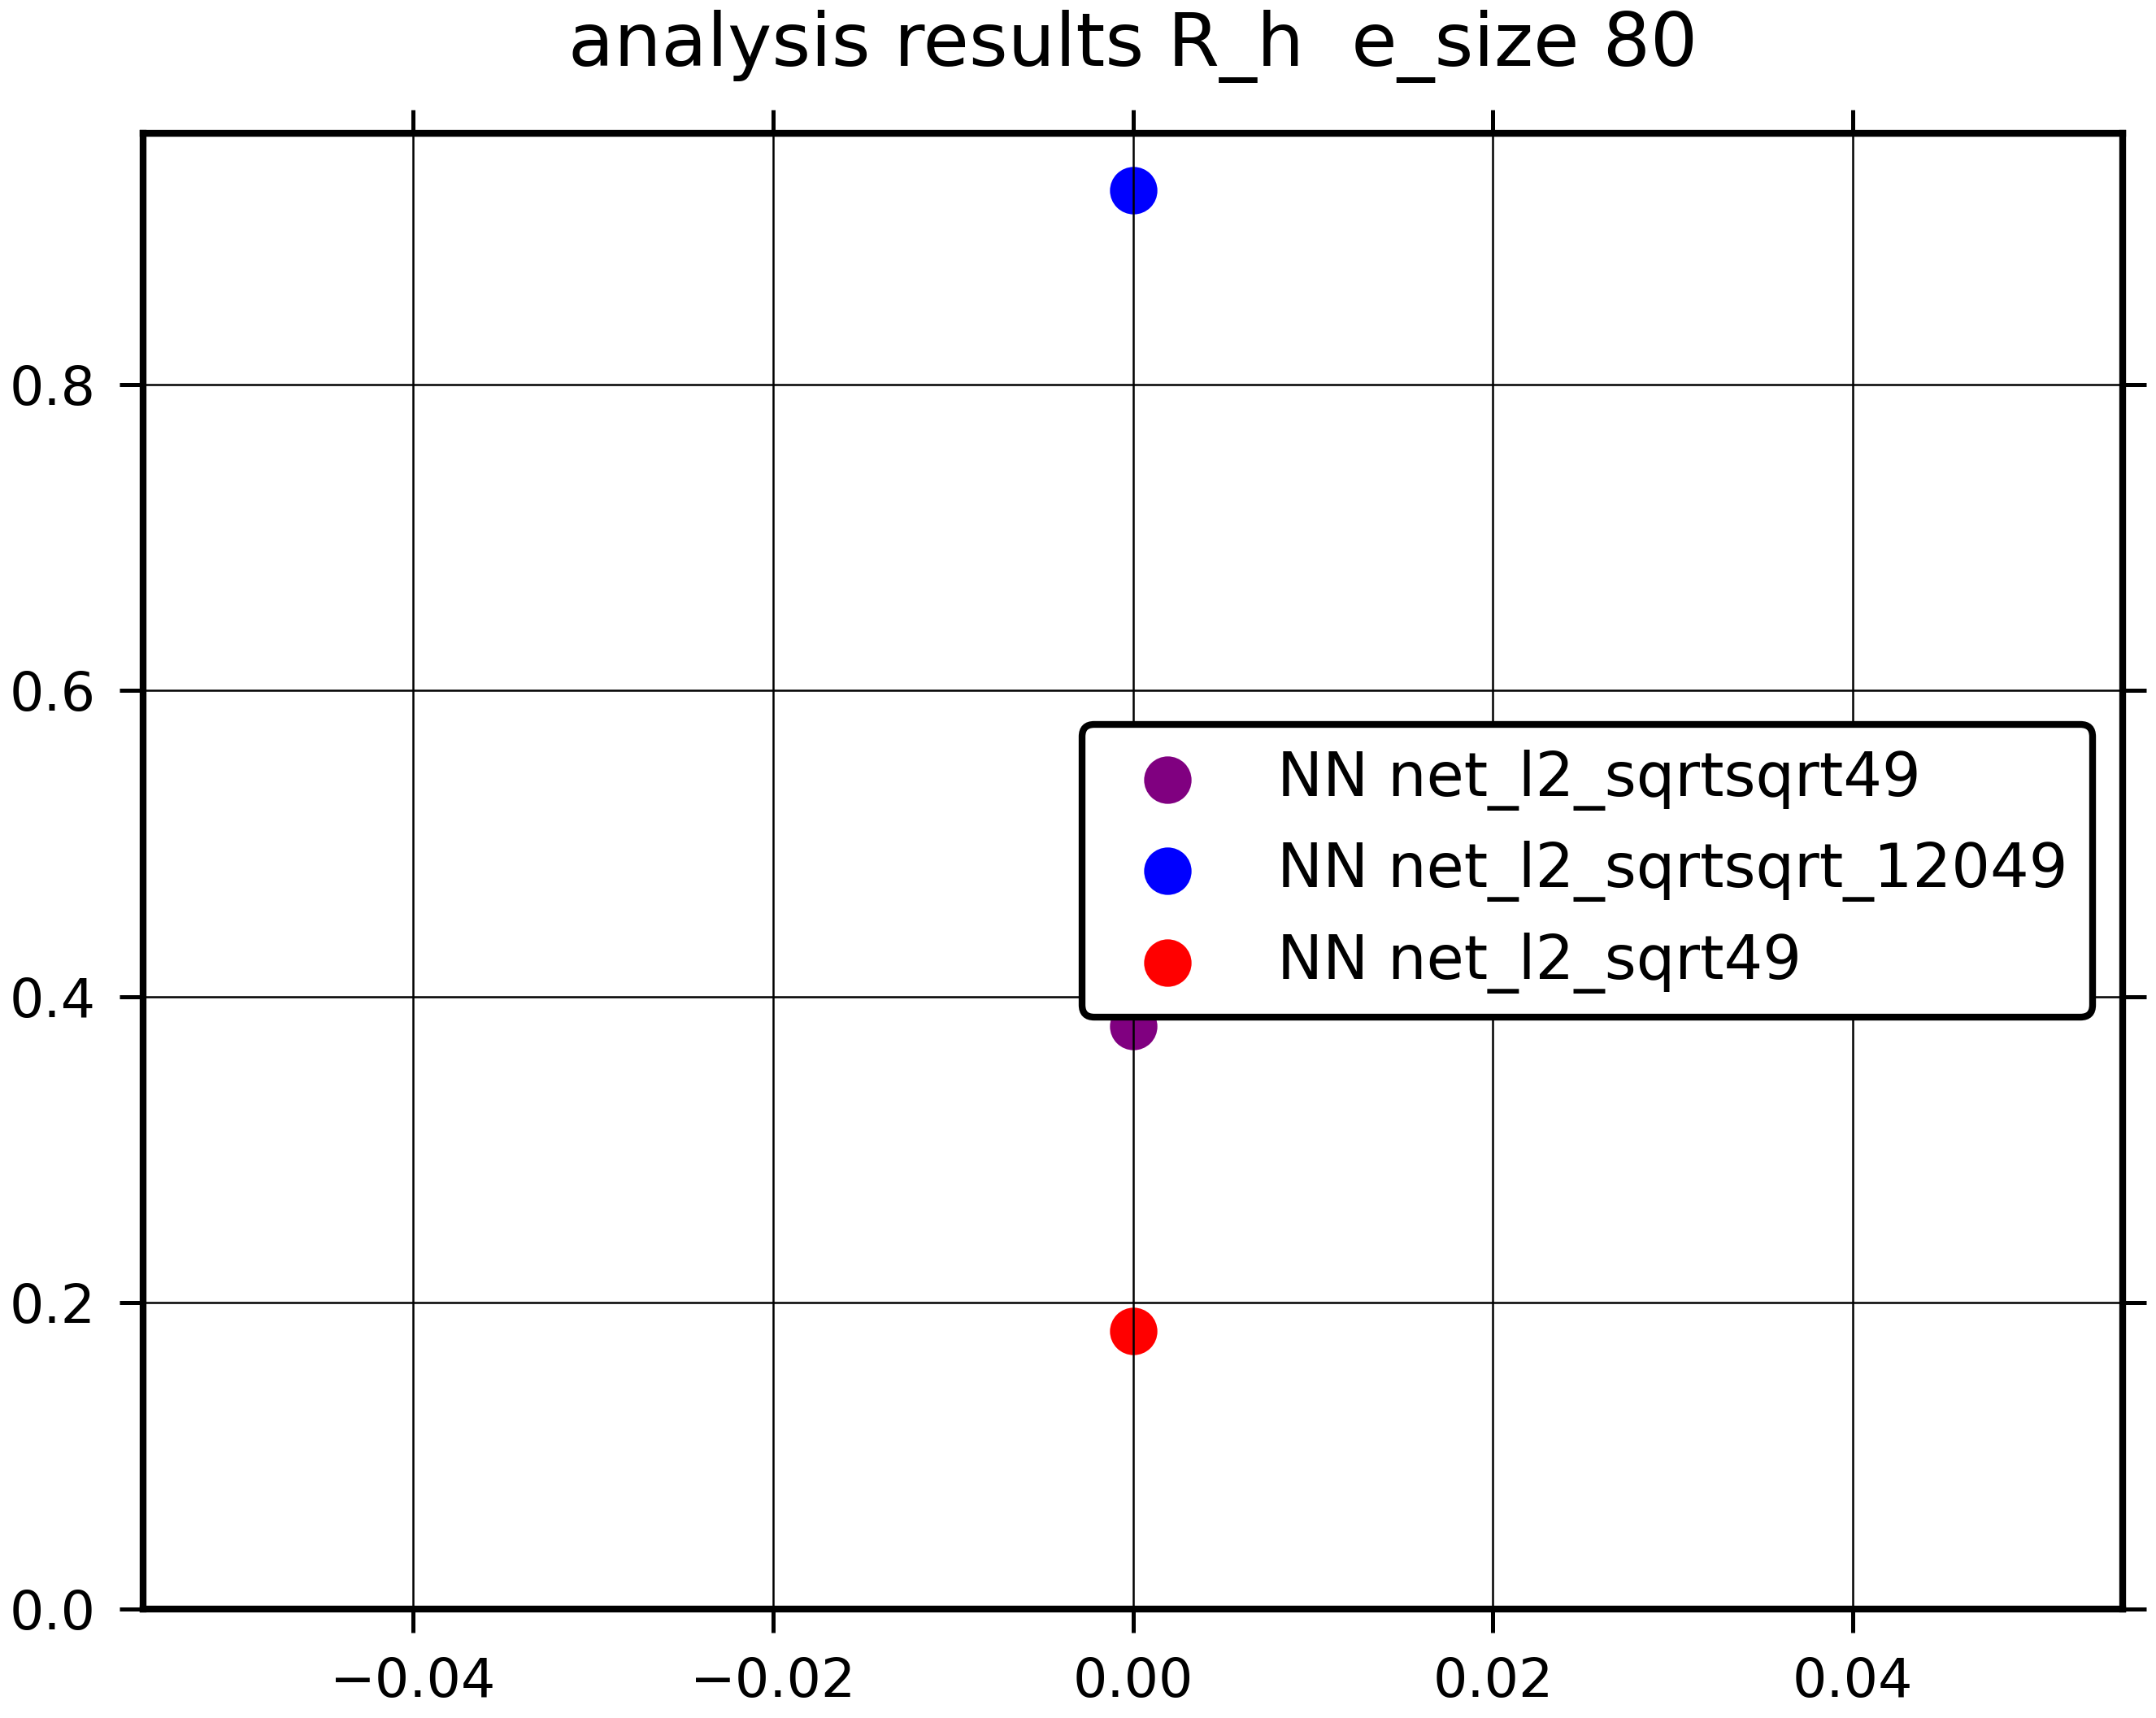 analysis results R_h  e_size 80
0.8
0.6
0.4
0.2
0.0
NN net_l2_sqrtsqrt49
NN net_l2_sqrtsqrt_12049
NN net_l2_sqrt49
−0.04 −0.02 0.00 0.02 0.04